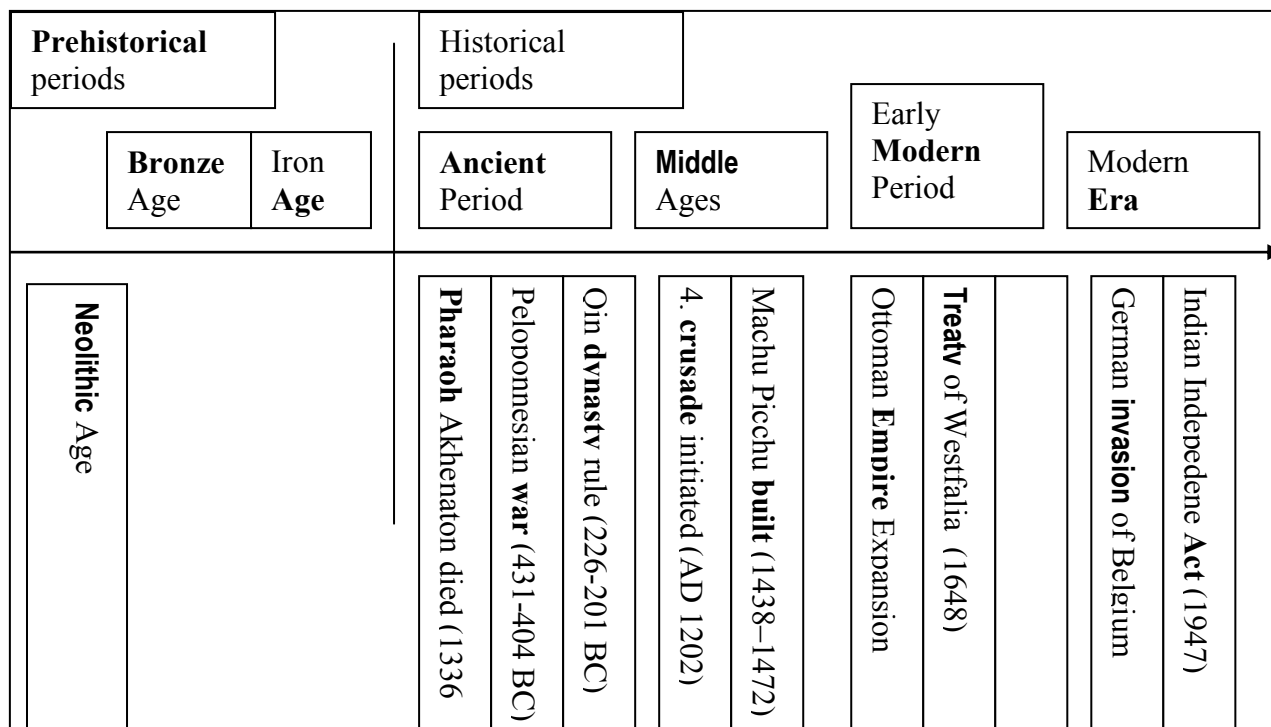 Prehistorical
periods
Historical
periods
Bronze
Age
Iron
Age
Ancient
Period
Middle
Ages
Early
Modern
Period
Modern
Era
Neolithic Age
Pharaoh Akhenaton died (1336
Peloponnesian war (431-404 BC)
Qin dynasty rule (226-201 BC)
4. crusade initiated (AD 1202)
Machu Picchu built (1438–1472)
Ottoman Empire Expansion
Treaty of Westfalia (1648)
German invasion of Belgium
Indian Indepedene Act (1947)